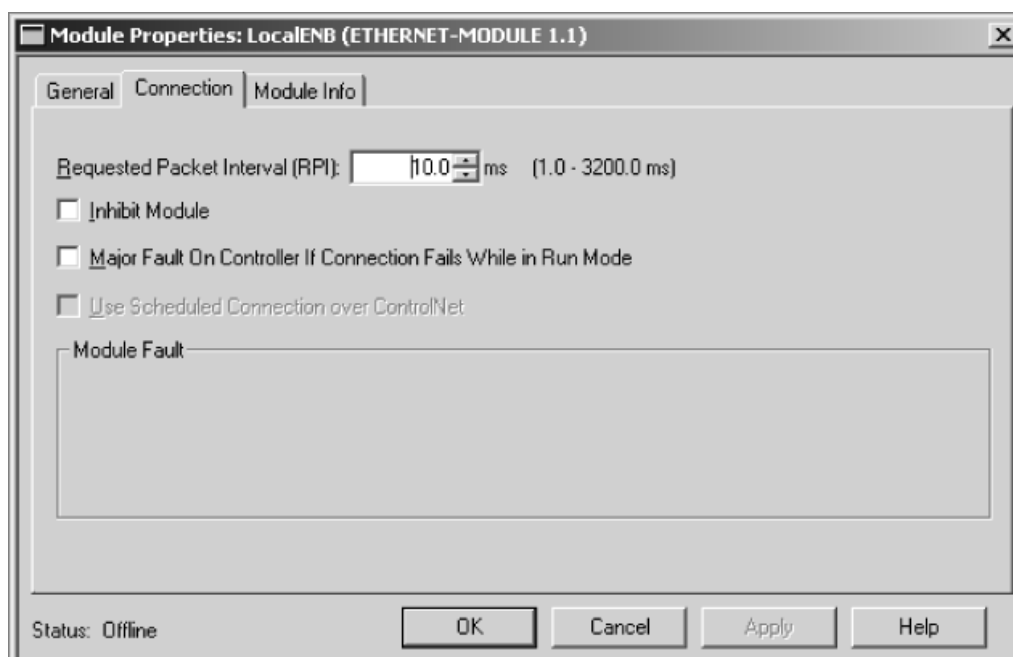 Module Properties: LocalENB (ETHERNET-MODULE 1.1)
General Connection Module Info
Requested Packet Interval (RPI): 10.0 ms (1.0 - 3200.0 ms)
Inhibit Module
Major Fault On Controller If Connection Fails While in Run Mode
Use Scheduled Connection over ControlNet
Module Fault
Status: Offline OK Cancel Apply Help